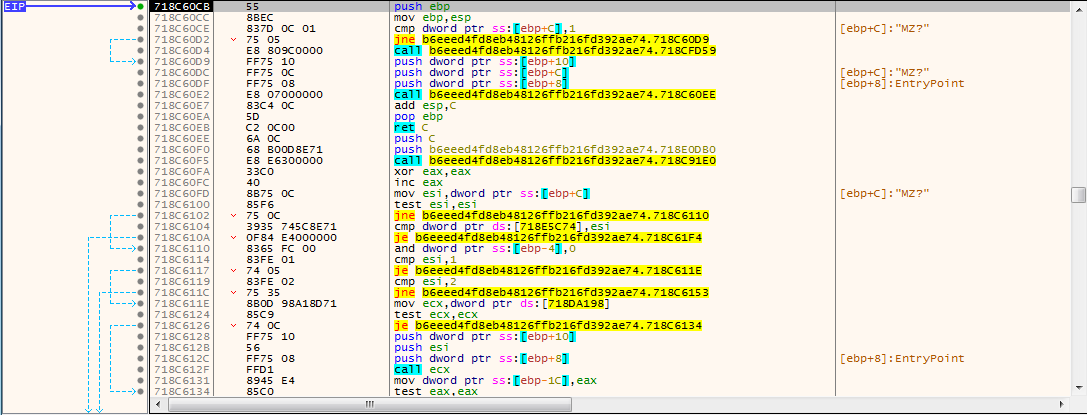 EIP 718C60CB 55 push ebp
718C60CC 8BEC mov ebp,esp
718C60CE 837D 0C 01 cmp dword ptr ss:[ebp+C],1 [ebp+C]:"MZ?"
718C60D2 75 05 jne b6eeed4fd8eb48126ffb216fd392ae74.718C60D9
718C60D4 E8 809C0000 call b6eeed4fd8eb48126ffb216fd392ae74.718CFD59
718C60D9 FF75 10 push dword ptr ss:[ebp+10]
718C60DC FF75 0C push dword ptr ss:[ebp+C] [ebp+C]:"MZ?"
718C60DF FF75 08 push dword ptr ss:[ebp+8] [ebp+8]:EntryPoint
718C60E2 E8 07000000 call b6eeed4fd8eb48126ffb216fd392ae74.718C60EE
718C60E7 83C4 0C add esp,C
718C60EA 5D pop ebp
718C60EB C2 0C00 ret C
718C60EE 6A 0C push C
718C60F0 68 B00D8E71 push b6eeed4fd8eb48126ffb216fd392ae74.718E0DB0
718C60F5 E8 E6300000 call b6eeed4fd8eb48126ffb216fd392ae74.718C91E0
718C60FA 33C0 xor eax,eax
718C60FC 40 inc eax
718C60FD 8B75 0C mov esi,dword ptr ss:[ebp+C] [ebp+C]:"MZ?"
718C6100 85F6 test esi,esi
718C6102 75 0C jne b6eeed4fd8eb48126ffb216fd392ae74.718C6110
718C6104 3935 745C8E71 cmp dword ptr ds:[718E5C74],esi
718C610A 0F84 E4000000 je b6eeed4fd8eb48126ffb216fd392ae74.718C61F4
718C6110 8365 FC 00 and dword ptr ss:[ebp-4],0
718C6114 83FE 01 cmp esi,1
718C6117 74 05 je b6eeed4fd8eb48126ffb216fd392ae74.718C611E
718C6119 83FE 02 cmp esi,2
718C611C 75 35 jne b6eeed4fd8eb48126ffb216fd392ae74.718C6153
718C611E 8B0D 98A18D71 mov ecx,dword ptr ds:[718DA198]
718C6124 85C9 test ecx,ecx
718C6126 74 0C je b6eeed4fd8eb48126ffb216fd392ae74.718C6134
718C6128 FF75 10 push dword ptr ss:[ebp+10]
718C612B 56 push esi
718C612C FF75 08 push dword ptr ss:[ebp+8] [ebp+8]:EntryPoint
718C612F FFD1 call ecx
718C6131 8945 E4 mov dword ptr ss:[ebp-1C],eax
718C6134 85C0 test eax,eax